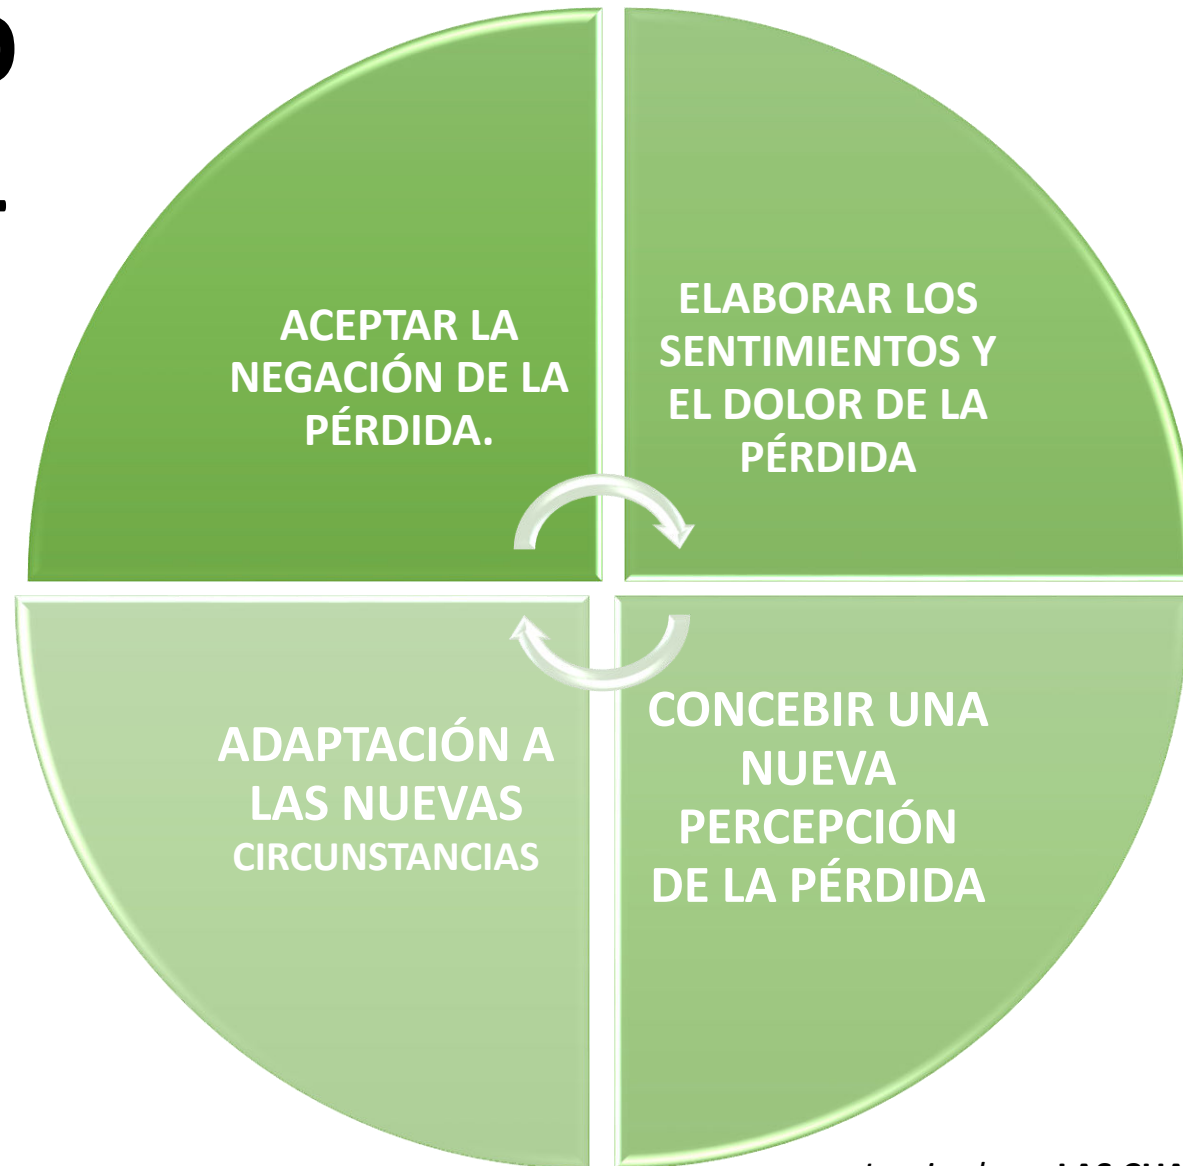 ACEPTAR LA
NEGACIÓN DE LA
PÉRDIDA.
ELABORAR LOS
SENTIMIENTOS Y
EL DOLOR DE LA
PÉRDIDA
CONCEBIR UNA
NUEVA
PERCEPCIÓN
DE LA PÉRDIDA
ADAPTACIÓN A
LAS NUEVAS
CIRCUNSTANCIAS